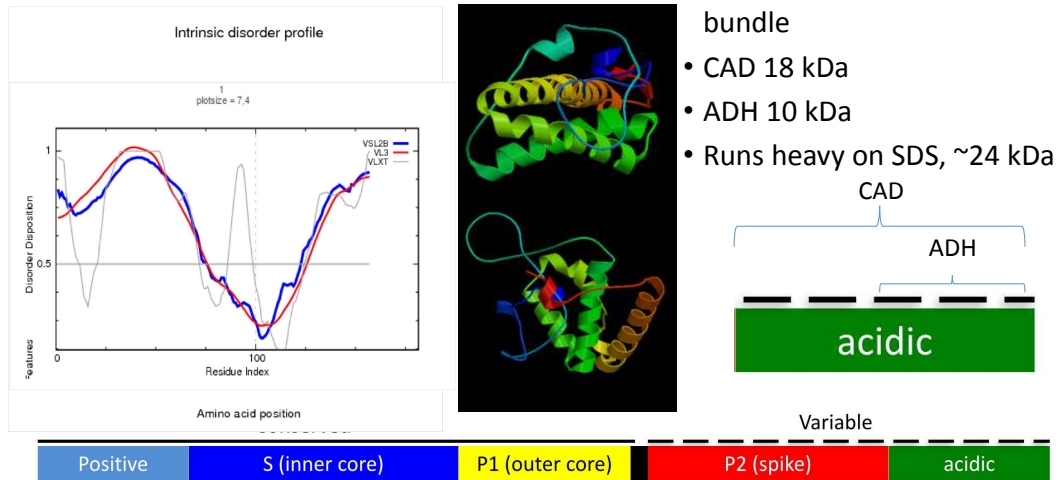 Intrinsic disorder profile
1
plotsize = 7,4
VSL2B
VL3
VLXT
1
0.5
0
100
Disorder Disposition
Features
Residue Index
Amino acid position
bundle
• CAD 18 kDa
• ADH 10 kDa
• Runs heavy on SDS, ~24 kDa
CAD
ADH
acidic
Variable
Positive
S (inner core)
P1 (outer core)
P2 (spike)
acidic